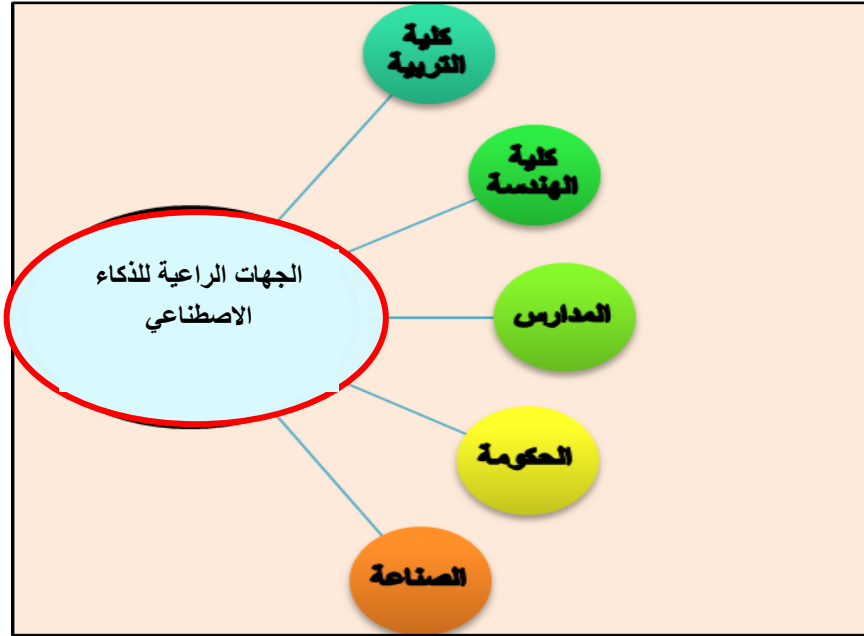 كلية
التربية
كلية
الهندسة
الجهات الراعية للذكاء
الاصطناعي
المدارس
الحكومة
الصناعة